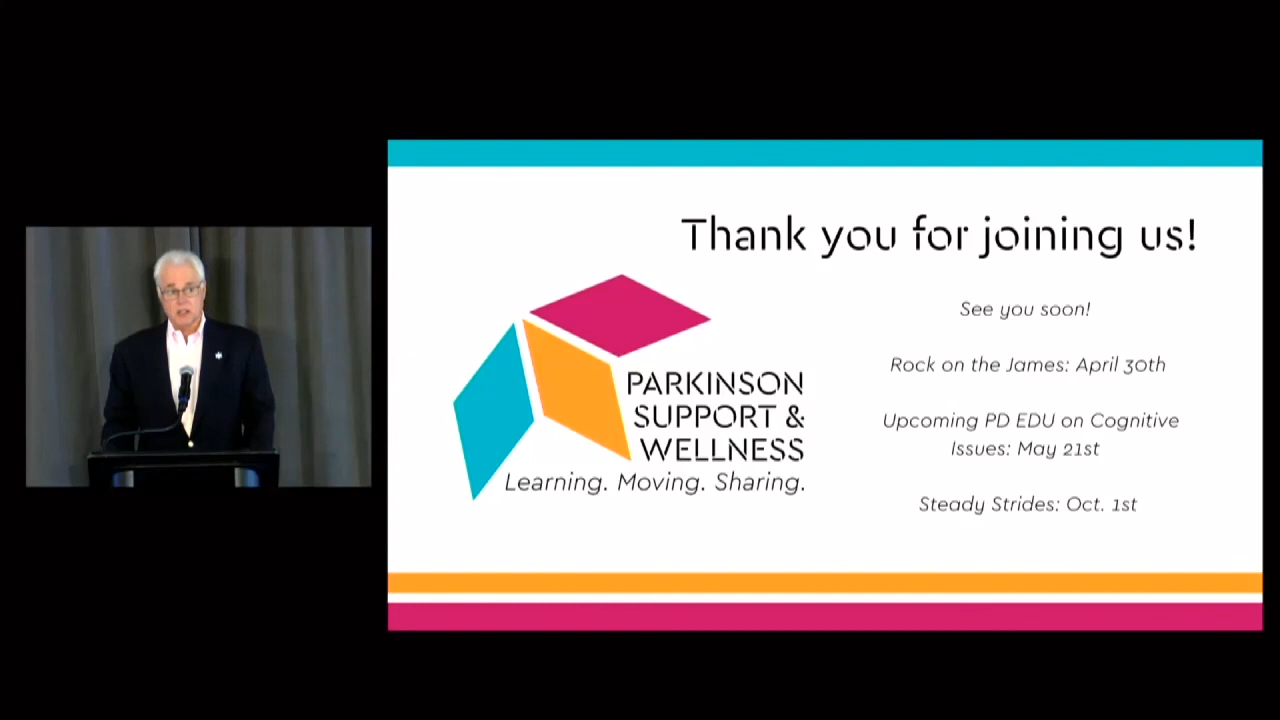 Thank you for joining us!
See you soon!
Rock on the James: April 30th
Upcoming PD EDU on Cognitive
Issues: May 21st
Steady Strides: Oct. 1st
PARKINSON
SUPPORT &
WELLNESS
Learning. Moving. Sharing.